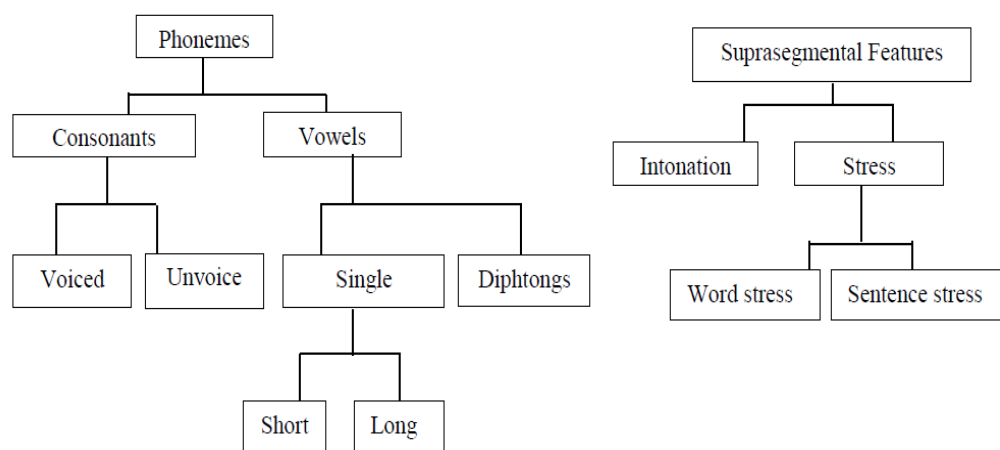 Phonemes
Consonants
Vowels
Voiced
Unvoice
Single
Diphtongs
Short
Long
Suprasegmental Features
Intonation
Stress
Word stress
Sentence stress